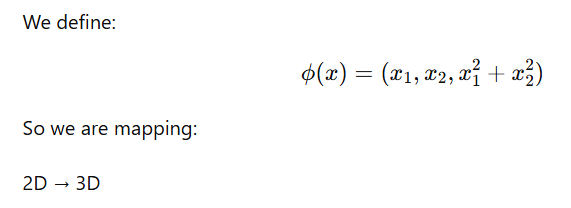 We define:
ϕ(x) = (x₁, x₂, x₁² + x₂²)
So we are mapping:
2D → 3D